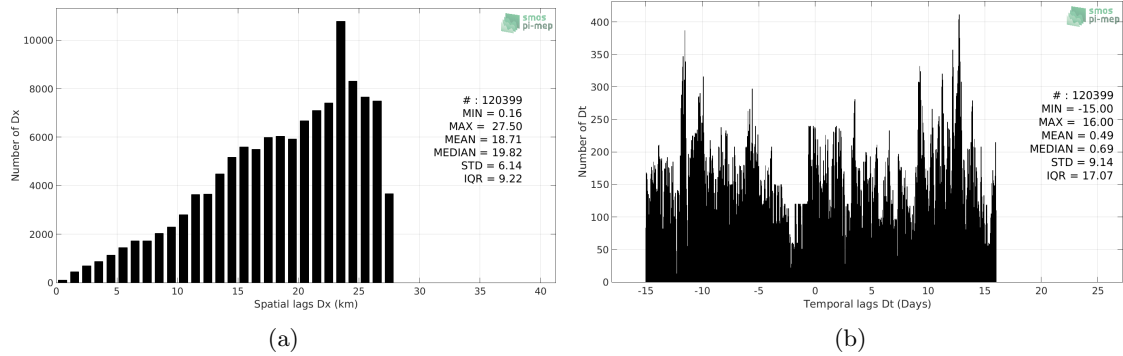 smos
pi-mep
10000
8000
6000
4000
2000
0
Number of Dx
# : 120399
MIN = 0.16
MAX = 27.50
MEAN = 18.71
MEDIAN = 19.82
STD = 6.14
IQR = 9.22
0 5 10 15 20 25 30 35 40
Spatial lags Dx (km)
(a)
smos
pi-mep
400
350
300
250
200
150
100
50
0
Number of Dt
# : 120399
MIN = -15.00
MAX = 16.00
MEAN = 0.49
MEDIAN = 0.69
STD = 9.14
IQR = 17.07
-15 -10 -5 0 5 10 15 20 25
Temporal lags Dt (Days)
(b)